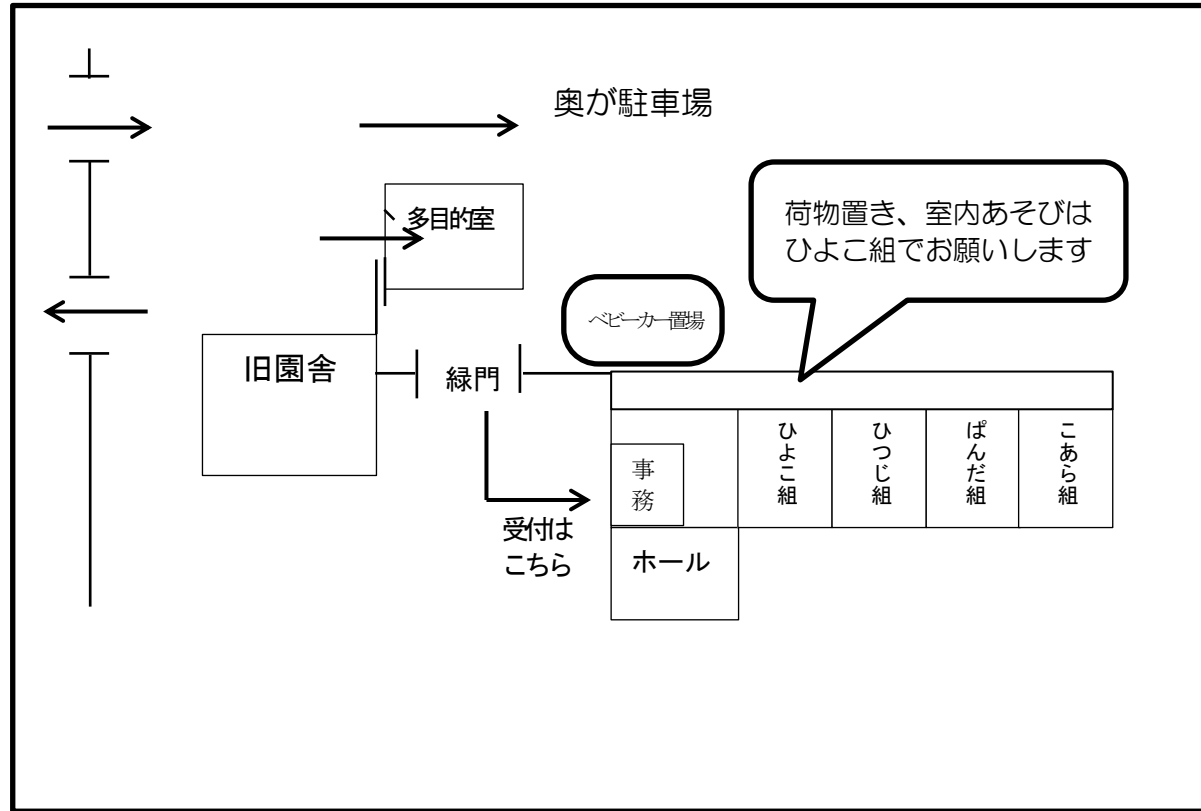 奥が駐車場
多目的室
荷物置き、室内あそびは
ひよこ組でお願いします
ベビーカー置場
旧園舎
緑門
事務
ひよこ組
ひつじ組
ぱんだ組
こあら組
受付は
こちら
ホール